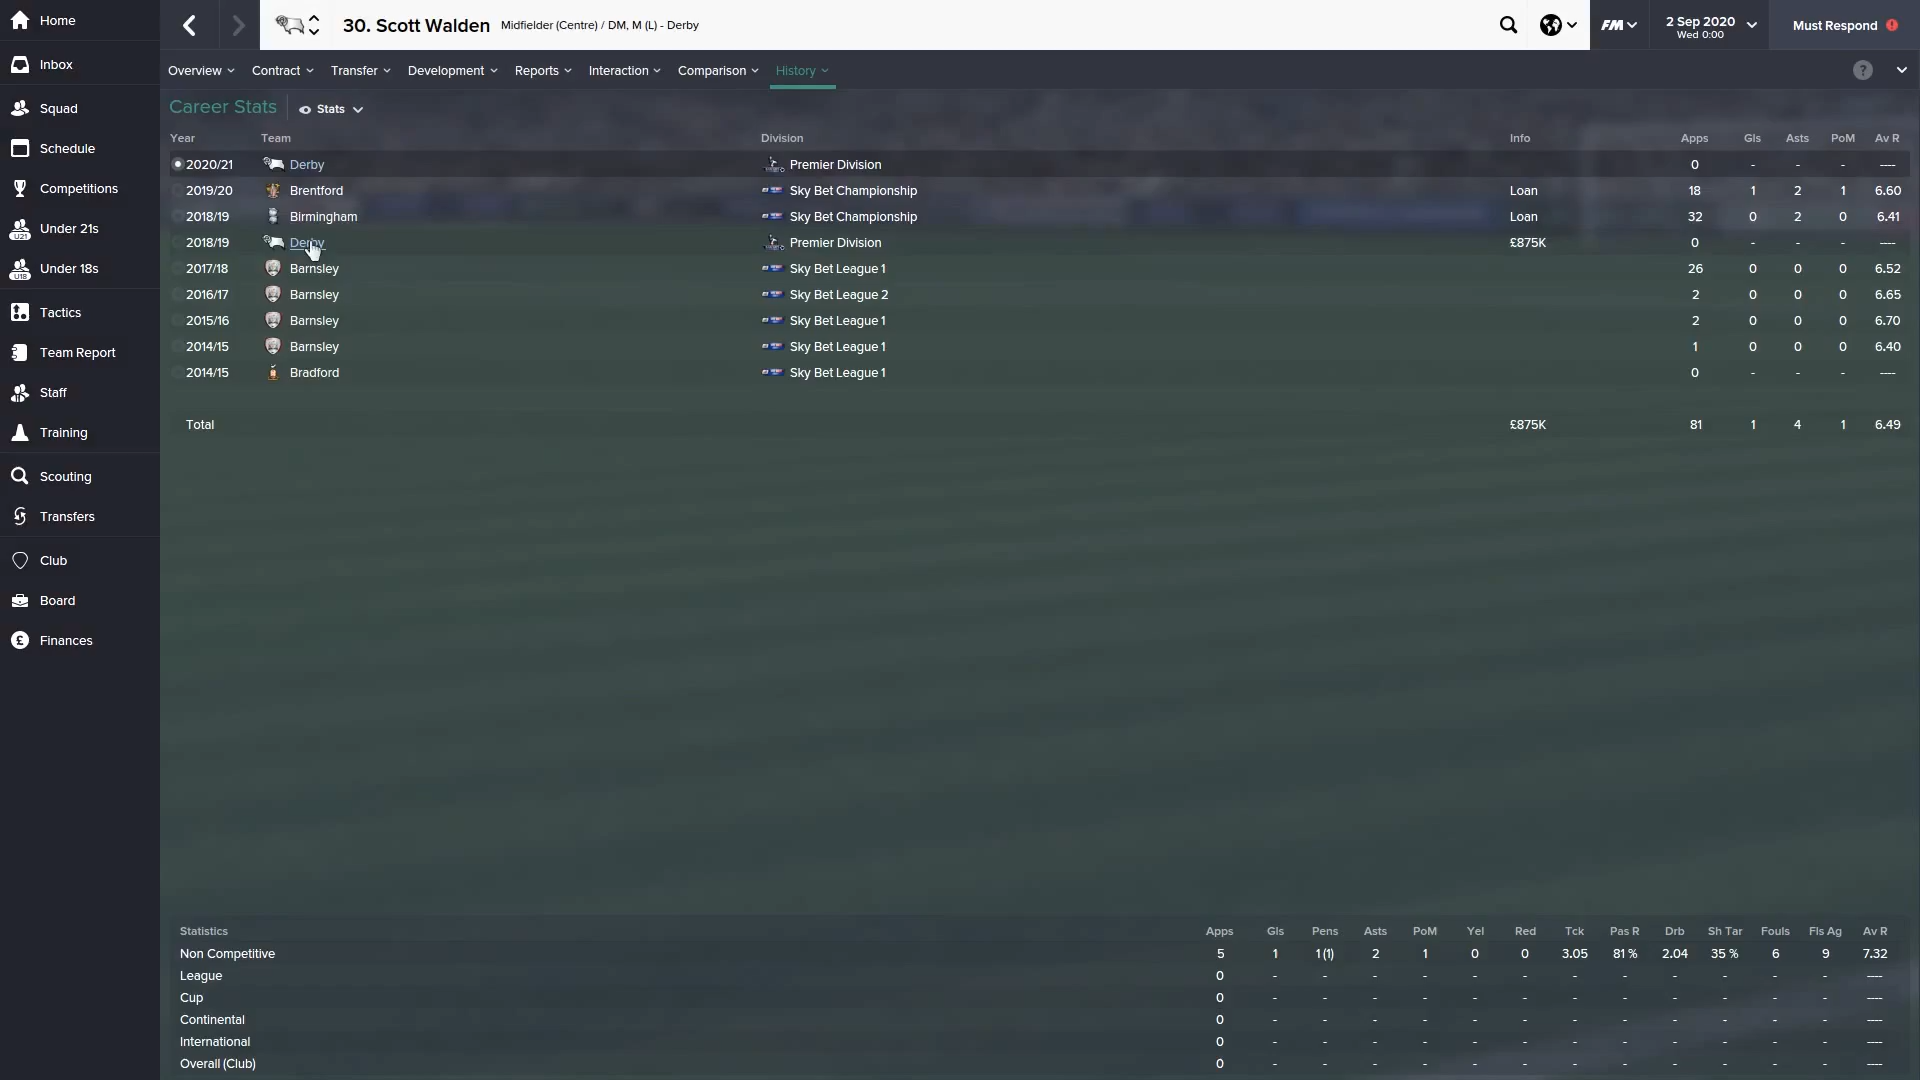 Home
Inbox
Squad
Schedule
Competitions
Under 21s
U21
Under 18s
U18
Tactics
Team Report
Staff
Training
Scouting
Transfers
Club
Board
Finances
30. Scott Walden Midfielder (Centre) / DM, M (L) - Derby
FM
2 Sep 2020
Wed 0:00
Must Respond
Overview Contract Transfer Development Reports Interaction Comparison History ?
Career Stats Stats
Year Team Division Info Apps Gls Asts PoM Av R
2020/21 Derby Premier Division 0 - - - ----
2019/20 Brentford Sky Bet Championship Loan 18 1 2 1 6.60
2018/19 Birmingham Sky Bet Championship Loan 32 0 2 0 6.41
2018/19 Derby Premier Division £875K 0 - - - ----
2017/18 Barnsley Sky Bet League 1 26 0 0 0 6.52
2016/17 Barnsley Sky Bet League 2 2 0 0 0 6.65
2015/16 Barnsley Sky Bet League 1 2 0 0 0 6.70
2014/15 Barnsley Sky Bet League 1 1 0 0 0 6.40
2014/15 Bradford Sky Bet League 1 0 - - - ----
Total £875K 81 1 4 1 6.49
Statistics Apps Gls Pens Asts PoM Yel Red Tck Pas R Drb Sh Tar Fouls Fls Ag Av R
Non Competitive 5 1 1 (1) 2 1 0 0 3.05 81 % 2.04 35 % 6 9 7.32
League 0 - - - - - - - - - - - - ----
Cup 0 - - - - - - - - - - - - ----
Continental 0 - - - - - - - - - - - - ----
International 0 - - - - - - - - - - - - ----
Overall (Club) 0 - - - - - - - - - - - - ----